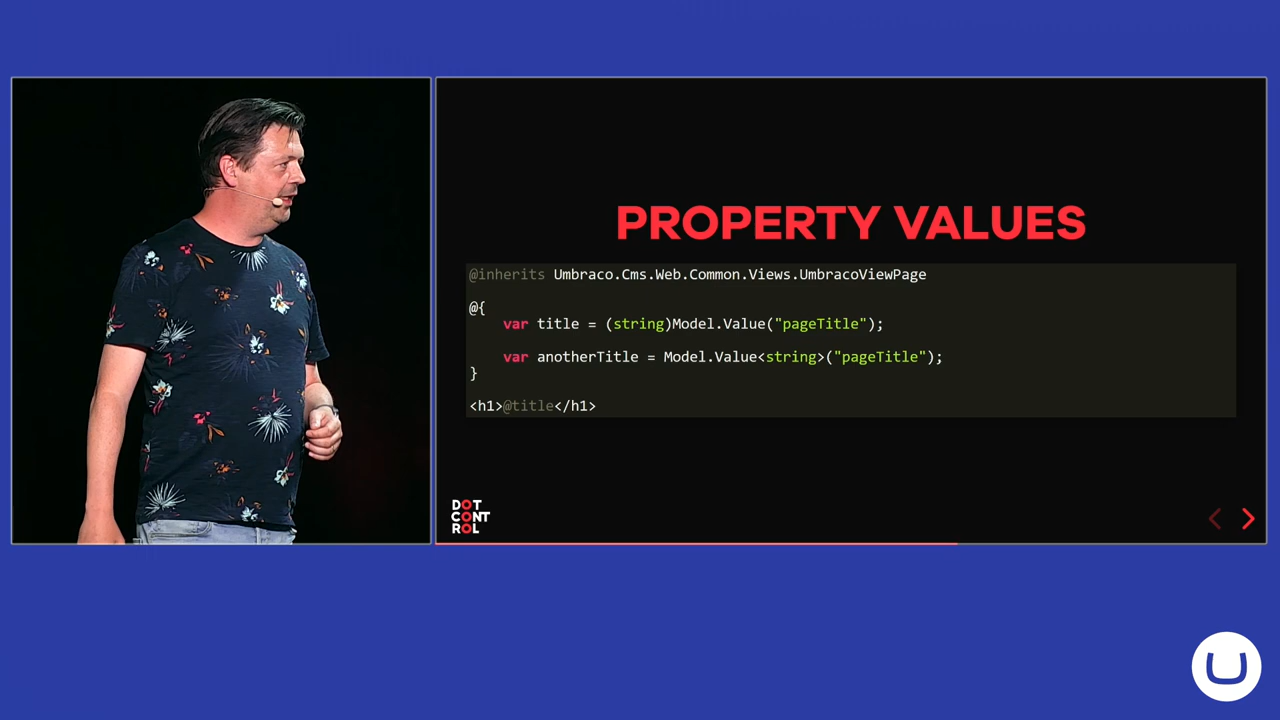 PROPERTY VALUES
@inherits Umbraco.Cms.Web.Common.Views.UmbracoViewPage
@{
var title = (string)Model.Value("pageTitle");
var anotherTitle = Model.Value<string>("pageTitle");
}
<h1>@title</h1>
DOT
CONT
ROL